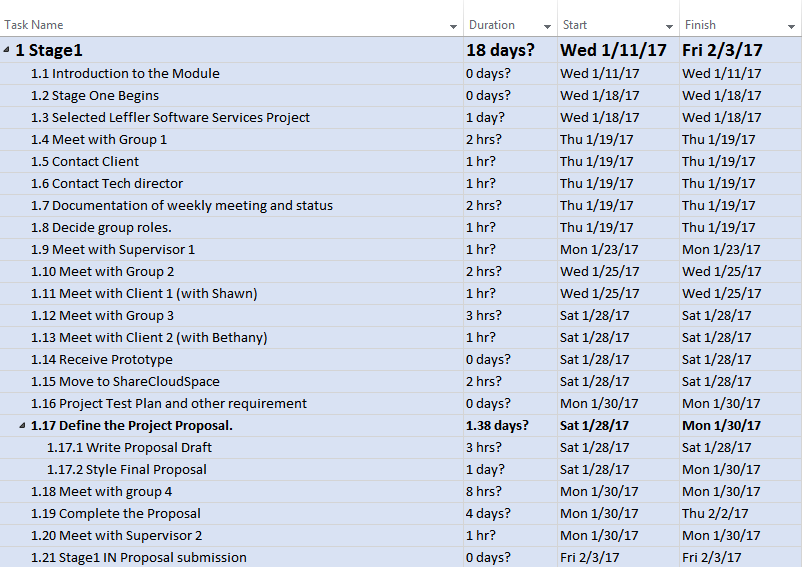 Task Name Duration Start Finish
1 Stage1 18 days? Wed 1/11/17 Fri 2/3/17
1.1 Introduction to the Module 0 days? Wed 1/11/17 Wed 1/11/17
1.2 Stage One Begins 0 days? Wed 1/18/17 Wed 1/18/17
1.3 Selected Leffler Software Services Project 1 day? Wed 1/18/17 Wed 1/18/17
1.4 Meet with Group 1 2 hrs? Thu 1/19/17 Thu 1/19/17
1.5 Contact Client 1 hr? Thu 1/19/17 Thu 1/19/17
1.6 Contact Tech director 1 hr? Thu 1/19/17 Thu 1/19/17
1.7 Documentation of weekly meeting and status 2 hrs? Thu 1/19/17 Thu 1/19/17
1.8 Decide group roles. 1 hr? Thu 1/19/17 Thu 1/19/17
1.9 Meet with Supervisor 1 1 hr? Mon 1/23/17 Mon 1/23/17
1.10 Meet with Group 2 2 hrs? Wed 1/25/17 Wed 1/25/17
1.11 Meet with Client 1 (with Shawn) 1 hr? Wed 1/25/17 Wed 1/25/17
1.12 Meet with Group 3 3 hrs? Sat 1/28/17 Sat 1/28/17
1.13 Meet with Client 2 (with Bethany) 1 hr? Sat 1/28/17 Sat 1/28/17
1.14 Receive Prototype 0 days? Sat 1/28/17 Sat 1/28/17
1.15 Move to ShareCloudSpace 2 hrs? Sat 1/28/17 Sat 1/28/17
1.16 Project Test Plan and other requirement 0 days? Mon 1/30/17 Mon 1/30/17
1.17 Define the Project Proposal. 1.38 days? Sat 1/28/17 Mon 1/30/17
1.17.1 Write Proposal Draft 3 hrs? Sat 1/28/17 Sat 1/28/17
1.17.2 Style Final Proposal 1 day? Sat 1/28/17 Mon 1/30/17
1.18 Meet with group 4 8 hrs? Mon 1/30/17 Mon 1/30/17
1.19 Complete the Proposal 4 days? Mon 1/30/17 Thu 2/2/17
1.20 Meet with Supervisor 2 1 hr? Mon 1/30/17 Mon 1/30/17
1.21 Stage1 IN Proposal submission 0 days? Fri 2/3/17 Fri 2/3/17